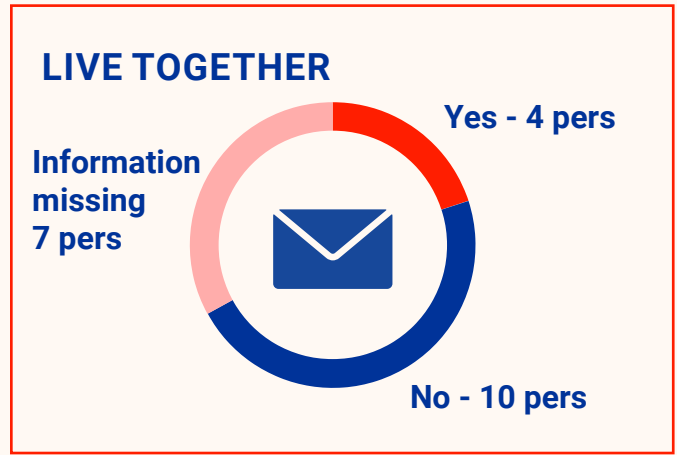 LIVE TOGETHER
Yes - 4 pers
Information
missing
7 pers
No - 10 pers